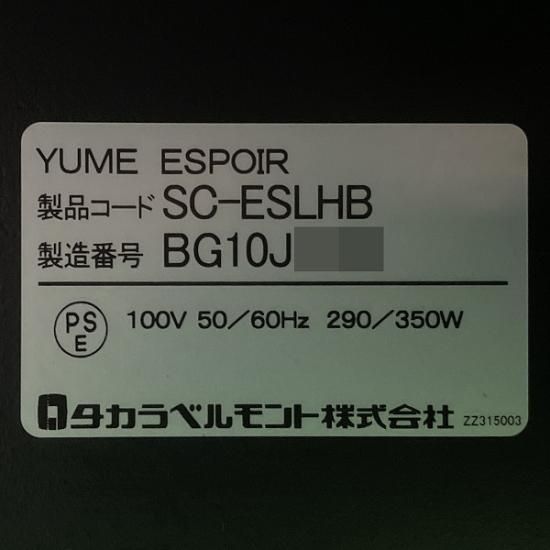 YUME ESPOIR
製品コード SC-ESLHB
製造番号 BG10J
PSE 100V 50/60Hz 290/350W
タカラベルモント株式会社 ZZ315003